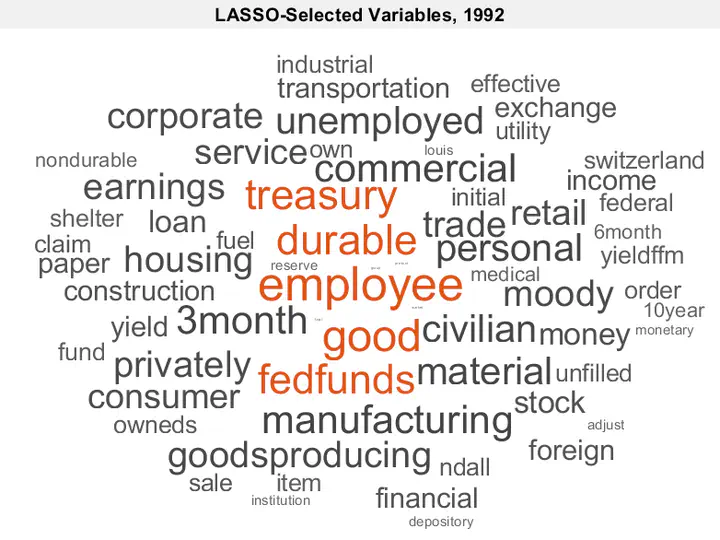 LASSO-Selected Variables, 1992
industrial
transportation
effective
corporate
unemployed
exchange
utility
service
own
louis
commercial
switzerland
nondurable
earnings
treasury
initial
income
federal
shelter
loan
trade
retail
6month
claim
fuel
durable
personal
yieldffm
paper
housing
reserve
medical
construction
employee
moody
order
10year
yield
3month
good
civilian
money
monetary
fund
privately
fedfunds
material
unfilled
consumer
stock
owneds
manufacturing
adjust
goodsproducing
ndall
foreign
sale
item
institution
financial
depository